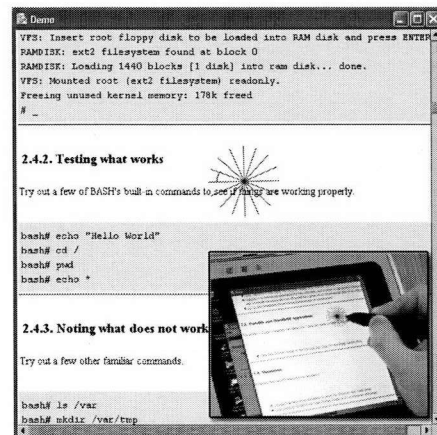 Demo
VFS: Insert root floppy disk to be loaded into RAM disk and press ENTER
RAMDISK: ext2 filesystem found at block 0
RAMDISK: Loading 1440 blocks [1 disk] into ram disk... done.
VFS: Mounted root (ext2 filesystem) readonly.
Freeing unused kernel memory: 178k freed
# _
2.4.2. Testing what works
Try out a few of BASH's built-in commands to see if things are working properly.
bash# echo "Hello World"
bash# cd /
bash# pwd
bash# echo *
2.4.3. Noting what does not work
Try out a few other familiar commands.
bash# ls /var
bash# mkdir /var/tmp